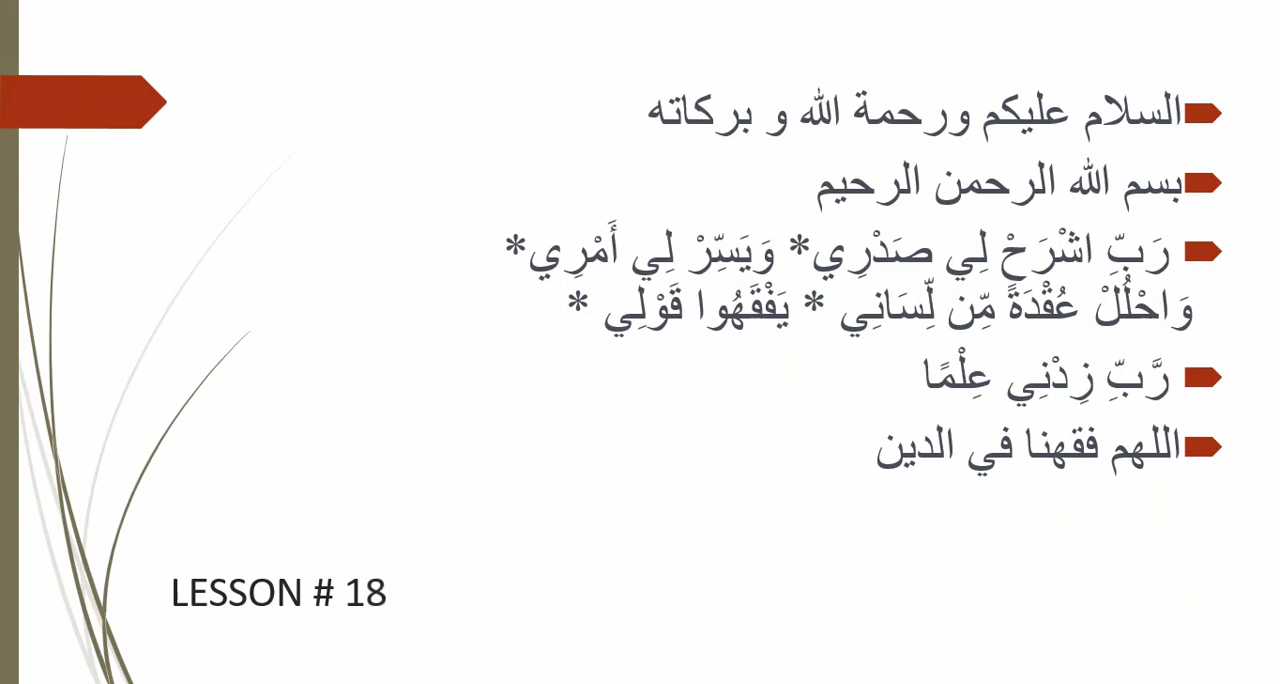 السلام عليكم ورحمة الله و بركاته
بسم الله الرحمن الرحيم
رَبِّ اشْرَحْ لِي صَدْرِي* وَيَسِّرْ لِي أَمْرِي*
وَاحْلُلْ عُقْدَةً مِّن لِّسَانِي * يَفْقَهُوا قَوْلِي *
رَّبِّ زِدْنِي عِلْمًا
اللهم فقهنا في الدين
LESSON # 18